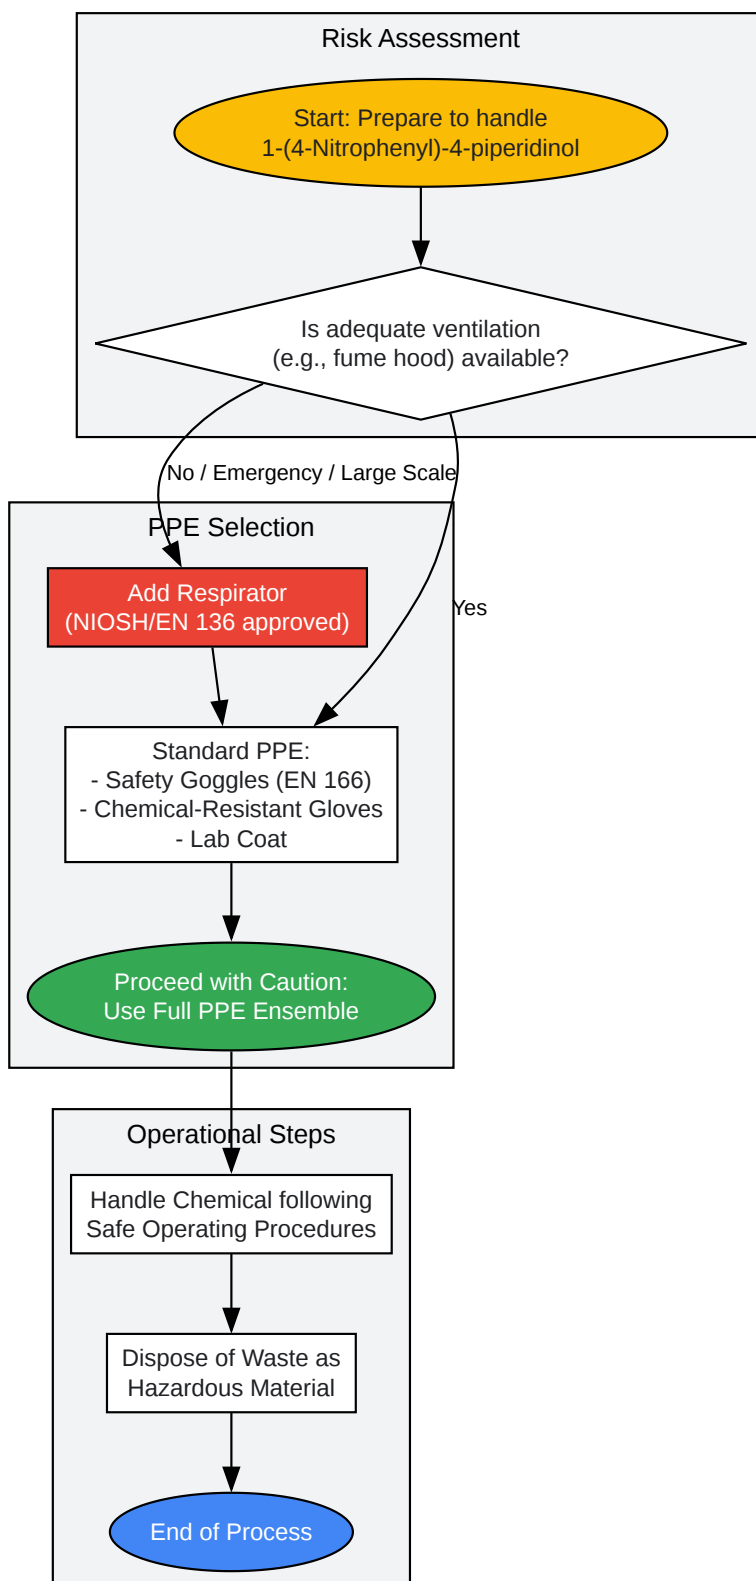 Risk Assessment
Start: Prepare to handle
1-(4-Nitrophenyl)-4-piperidinol
Is adequate ventilation
(e.g., fume hood) available?
No / Emergency / Large Scale
PPE Selection
Add Respirator
(NIOSH/EN 136 approved)
Yes
Standard PPE:
- Safety Goggles (EN 166)
- Chemical-Resistant Gloves
- Lab Coat
Proceed with Caution:
Use Full PPE Ensemble
Operational Steps
Handle Chemical following
Safe Operating Procedures
Dispose of Waste as
Hazardous Material
End of Process